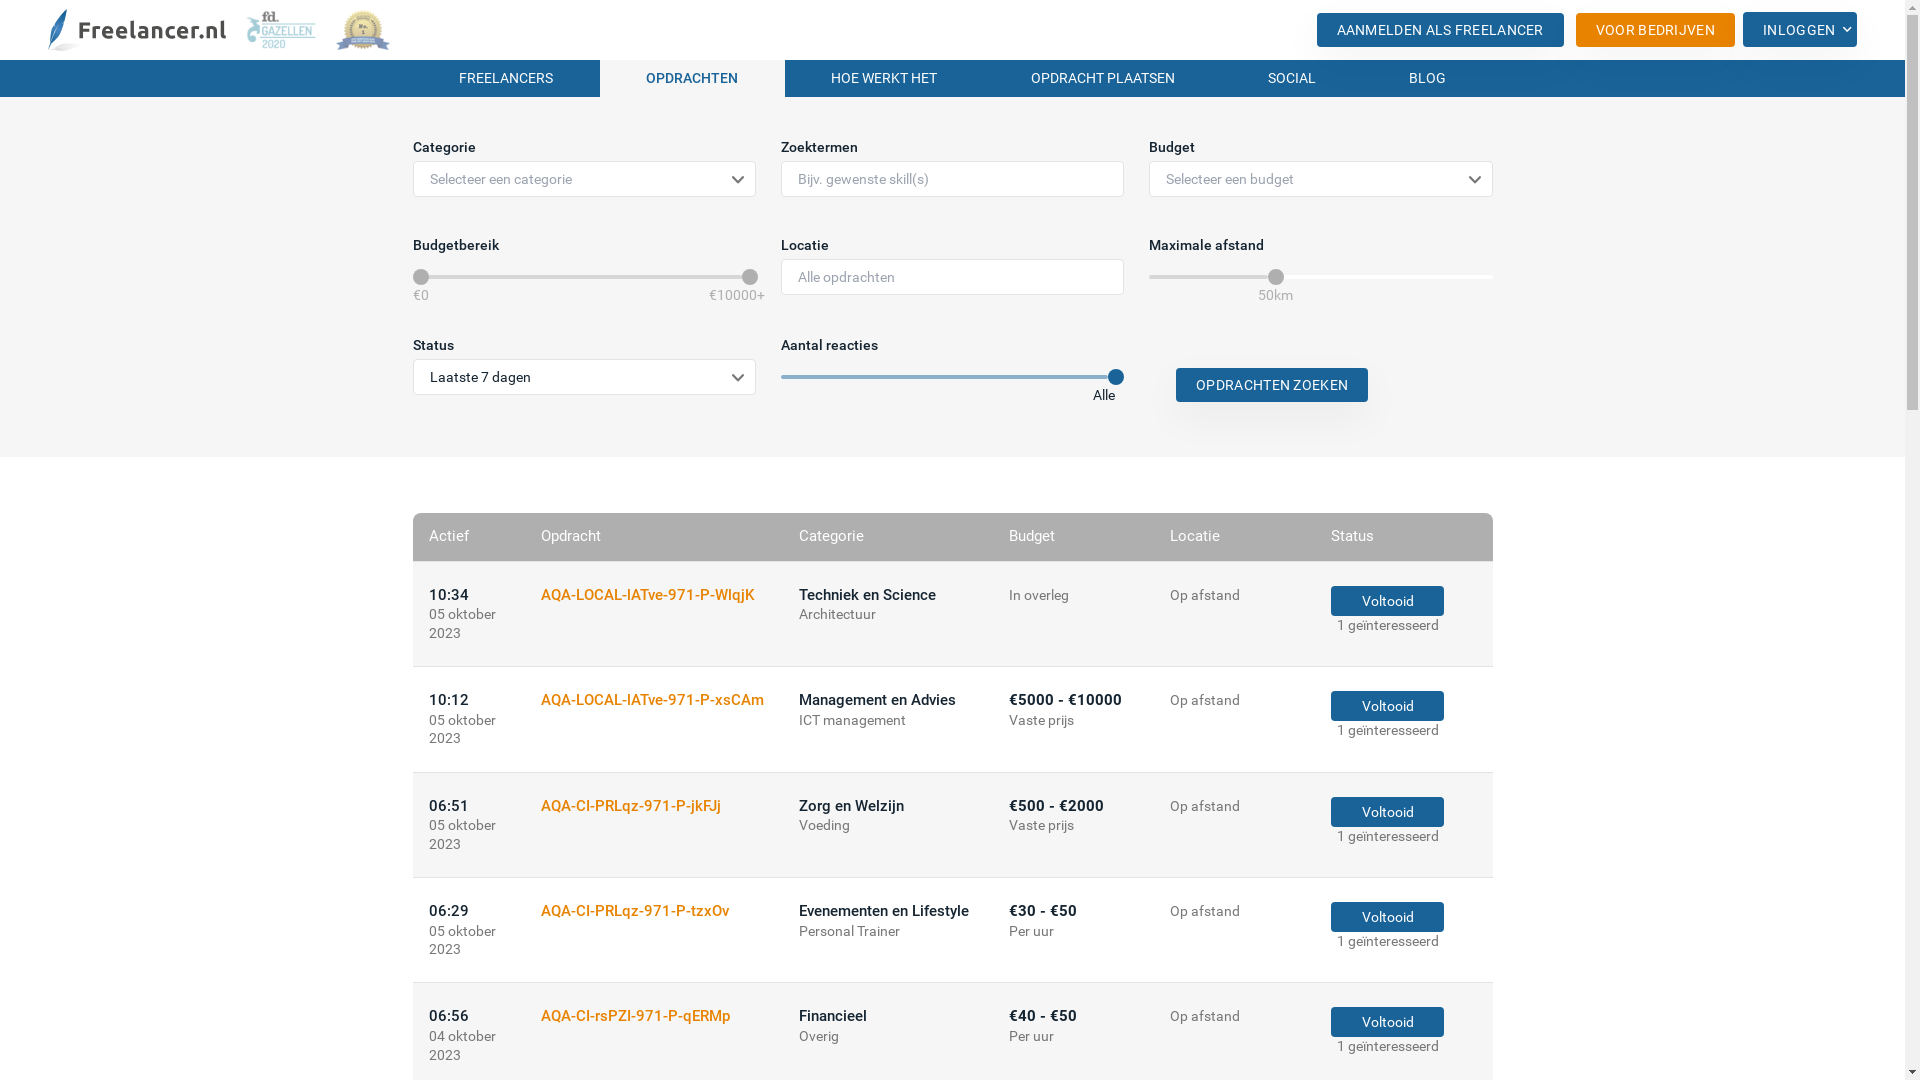 Freelancer.nl
fd.
GAZELLEN
2020
AANMELDEN ALS FREELANCER
VOOR BEDRIJVEN
INLOGGEN
FREELANCERS
OPDRACHTEN
HOE WERKT HET
OPDRACHT PLAATSEN
SOCIAL
BLOG
Categorie
Zoektermen
Budget
Selecteer een categorie
Bijv. gewenste skill(s)
Selecteer een budget
Budgetbereik
Locatie
Maximale afstand
Alle opdrachten
€0
€10000+
50km
Status
Aantal reacties
Laatste 7 dagen
Alle
OPDRACHTEN ZOEKEN
Actief
Opdracht
Categorie
Budget
Locatie
Status
10:34
05 oktober
2023
AQA-LOCAL-IATve-971-P-WIqjK
Techniek en Science
Architectuur
In overleg
Op afstand
Voltooid
1 geïnteresseerd
10:12
05 oktober
2023
AQA-LOCAL-IATve-971-P-xsCAm
Management en Advies
ICT management
€5000 - €10000
Vaste prijs
Op afstand
Voltooid
1 geïnteresseerd
06:51
05 oktober
2023
AQA-CI-PRLqz-971-P-jkFJj
Zorg en Welzijn
Voeding
€500 - €2000
Vaste prijs
Op afstand
Voltooid
1 geïnteresseerd
06:29
05 oktober
2023
AQA-CI-PRLqz-971-P-tzxOv
Evenementen en Lifestyle
Personal Trainer
€30 - €50
Per uur
Op afstand
Voltooid
1 geïnteresseerd
06:56
04 oktober
2023
AQA-CI-rsPZI-971-P-qERMp
Financieel
Overig
€40 - €50
Per uur
Op afstand
Voltooid
1 geïnteresseerd